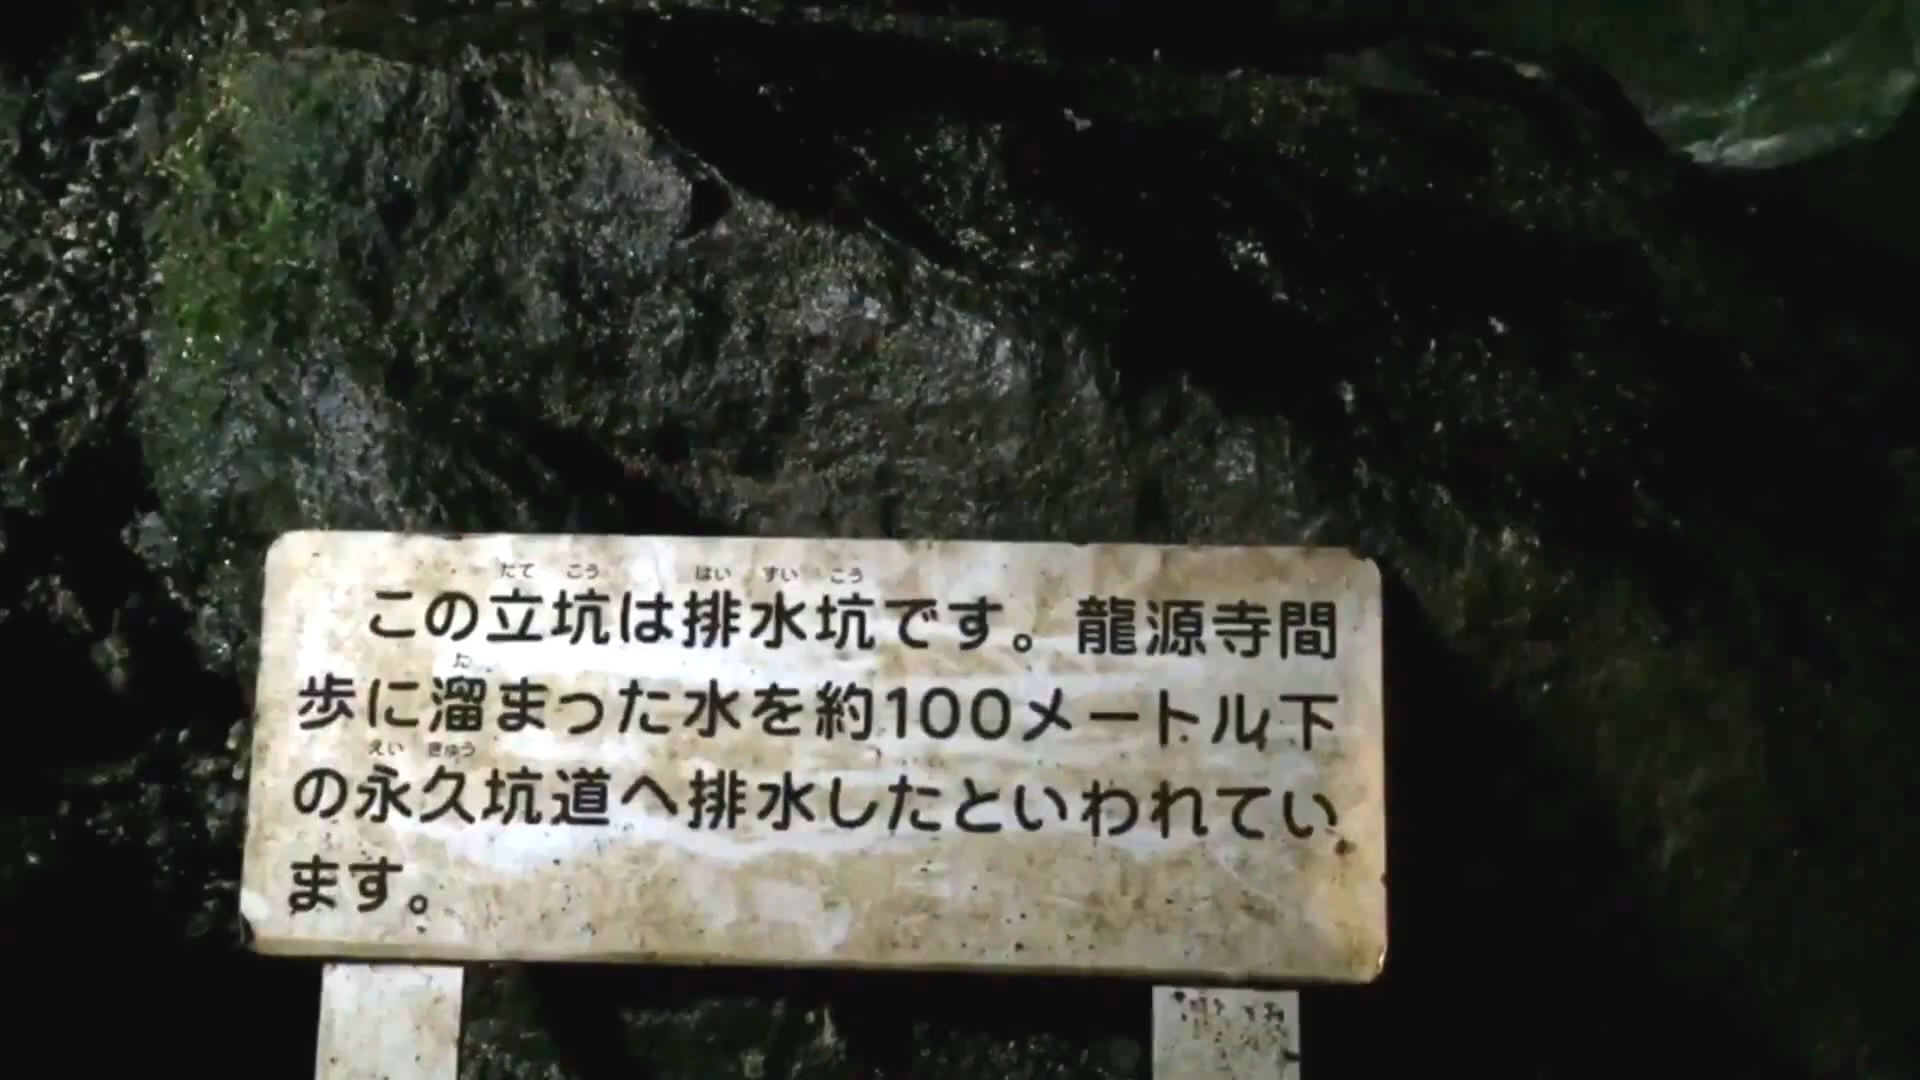 この立坑は排水坑です。龍源寺間
歩に溜まった水を約100メートル下
の永久坑道へ排水したといわれてい
ます。